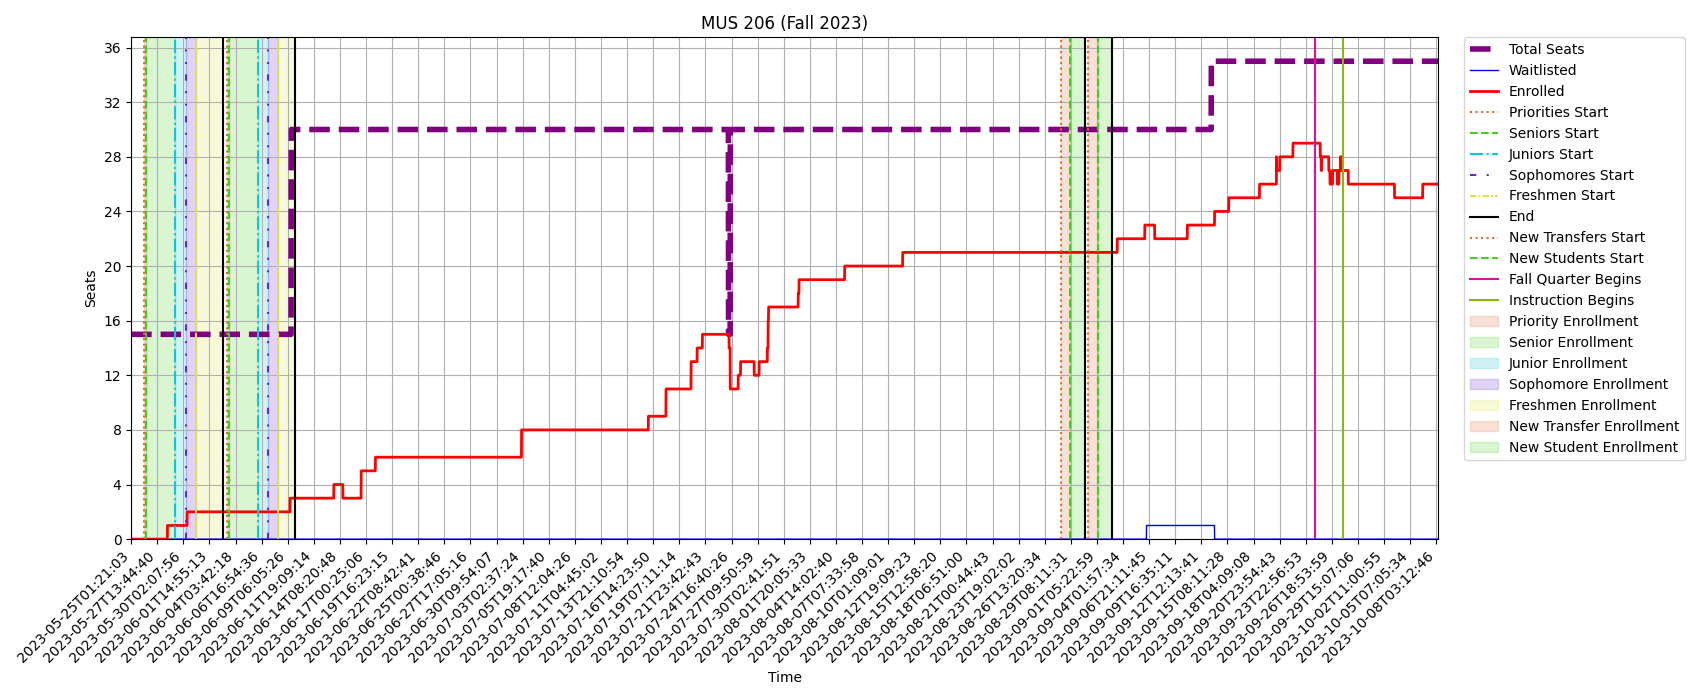 MUS 206 (Fall 2023)
Seats
36
32
28
24
20
16
12
8
4
0
2023-05-25T01:21:03
2023-05-27T13:44:40
2023-05-30T02:07:56
2023-06-01T14:55:13
2023-06-04T03:42:18
2023-06-06T16:54:36
2023-06-09T06:05:26
2023-06-11T19:09:14
2023-06-14T08:20:48
2023-06-17T00:25:06
2023-06-19T16:23:15
2023-06-22T08:42:41
2023-06-25T00:38:46
2023-06-27T17:05:16
2023-06-30T09:54:07
2023-07-03T02:37:24
2023-07-05T19:17:40
2023-07-08T12:04:26
2023-07-11T04:45:02
2023-07-13T21:10:54
2023-07-16T14:23:50
2023-07-19T07:11:14
2023-07-21T23:42:43
2023-07-24T16:40:26
2023-07-27T09:50:59
2023-07-30T02:41:51
2023-08-01T20:05:33
2023-08-04T14:02:40
2023-08-07T07:33:58
2023-08-10T01:09:01
2023-08-12T19:09:23
2023-08-15T12:58:20
2023-08-18T06:51:00
2023-08-21T00:44:43
2023-08-23T19:02:02
2023-08-26T13:20:34
2023-08-29T08:11:31
2023-09-01T05:22:59
2023-09-04T01:57:34
2023-09-06T21:11:45
2023-09-09T16:35:11
2023-09-12T12:13:41
2023-09-15T08:11:28
2023-09-18T04:09:08
2023-09-20T23:54:43
2023-09-23T22:56:53
2023-09-26T18:53:59
2023-09-29T15:07:06
2023-10-02T11:00:55
2023-10-05T07:05:34
2023-10-08T03:12:46
Time
Total Seats
Waitlisted
Enrolled
Priorities Start
Seniors Start
Juniors Start
Sophomores Start
Freshmen Start
End
New Transfers Start
New Students Start
Fall Quarter Begins
Instruction Begins
Priority Enrollment
Senior Enrollment
Junior Enrollment
Sophomore Enrollment
Freshmen Enrollment
New Transfer Enrollment
New Student Enrollment